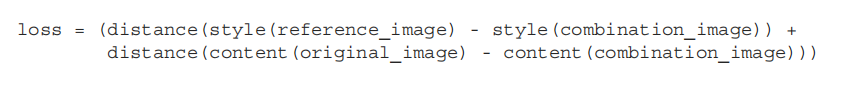 loss = (distance(style(reference_image) - style(combination_image)) +
distance(content(original_image) - content(combination_image)))